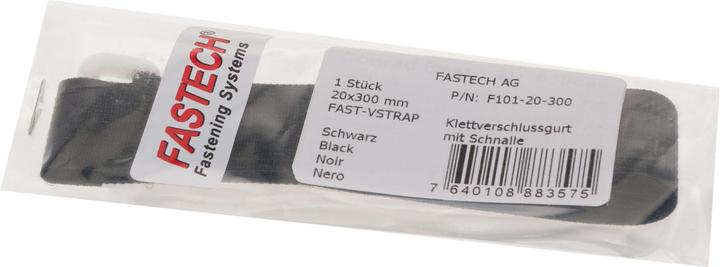 FASTECH®
Fastening Systems
1 Stück
20x300 mm
FAST-VSTRAP
Schwarz
Black
Noir
Nero
FASTECH AG
P/N: F101-20-300
Klettverschlussgurt
mit Schnalle
7 640108 883575